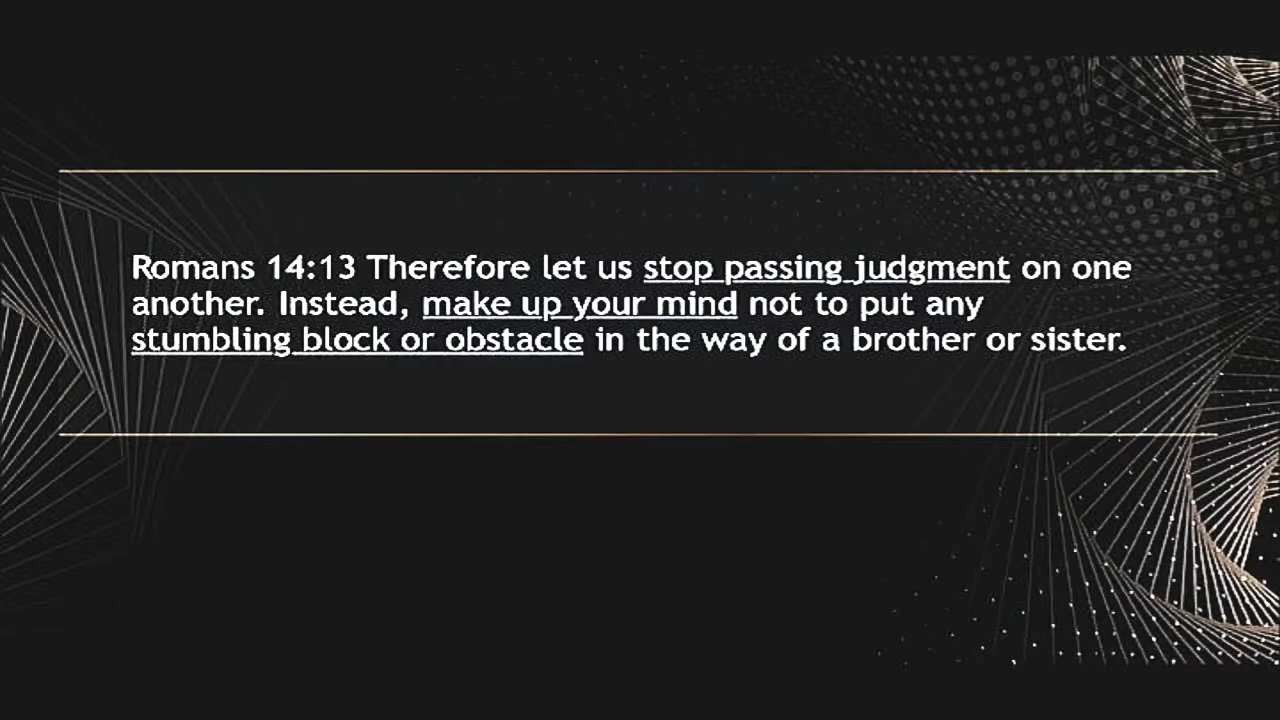 Romans 14:13 Therefore let us stop passing judgment on one
another. Instead, make up your mind not to put any
stumbling block or obstacle in the way of a brother or sister.